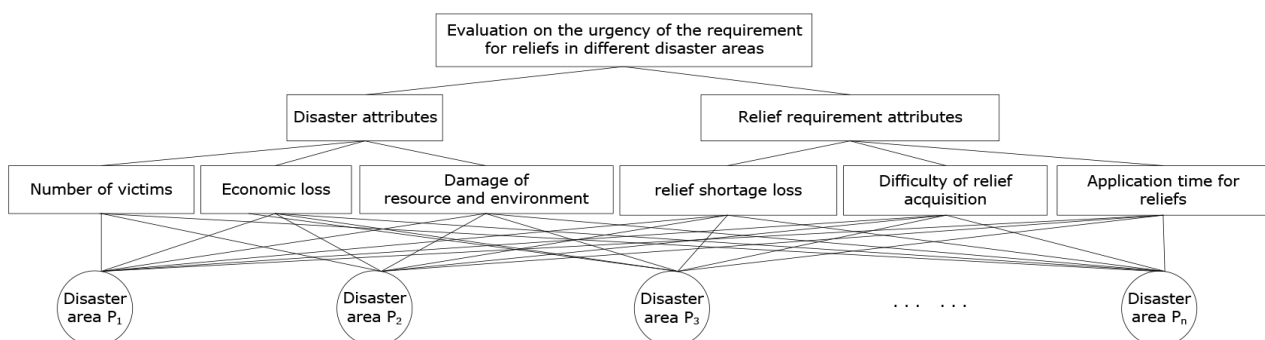 Evaluation on the urgency of the requirement
for reliefs in different disaster areas
Disaster attributes
Relief requirement attributes
Number of victims
Economic loss
Damage of
resource and environment
relief shortage loss
Difficulty of relief
acquisition
Application time for
reliefs
Disaster
area P₁
Disaster
area P₂
Disaster
area P₃
... ...
Disaster
area Pₙ